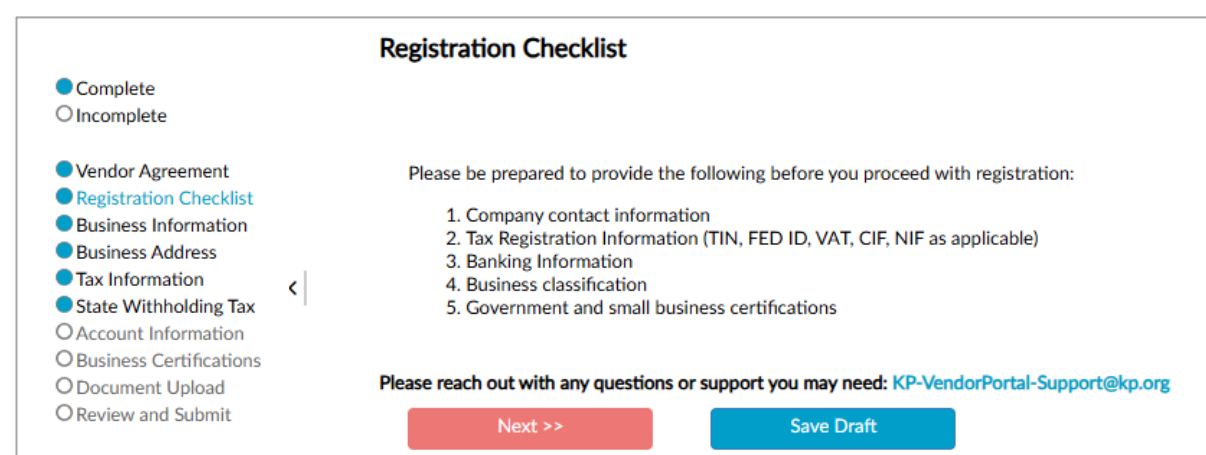 Registration Checklist
Complete
Incomplete
Vendor Agreement
Registration Checklist
Business Information
Business Address
Tax Information
State Withholding Tax
Account Information
Business Certifications
Document Upload
Review and Submit
<
Please be prepared to provide the following before you proceed with registration:
1. Company contact information
2. Tax Registration Information (TIN, FED ID, VAT, CIF, NIF as applicable)
3. Banking Information
4. Business classification
5. Government and small business certifications
Please reach out with any questions or support you may need: KP-VendorPortal-Support@kp.org
Next >>
Save Draft